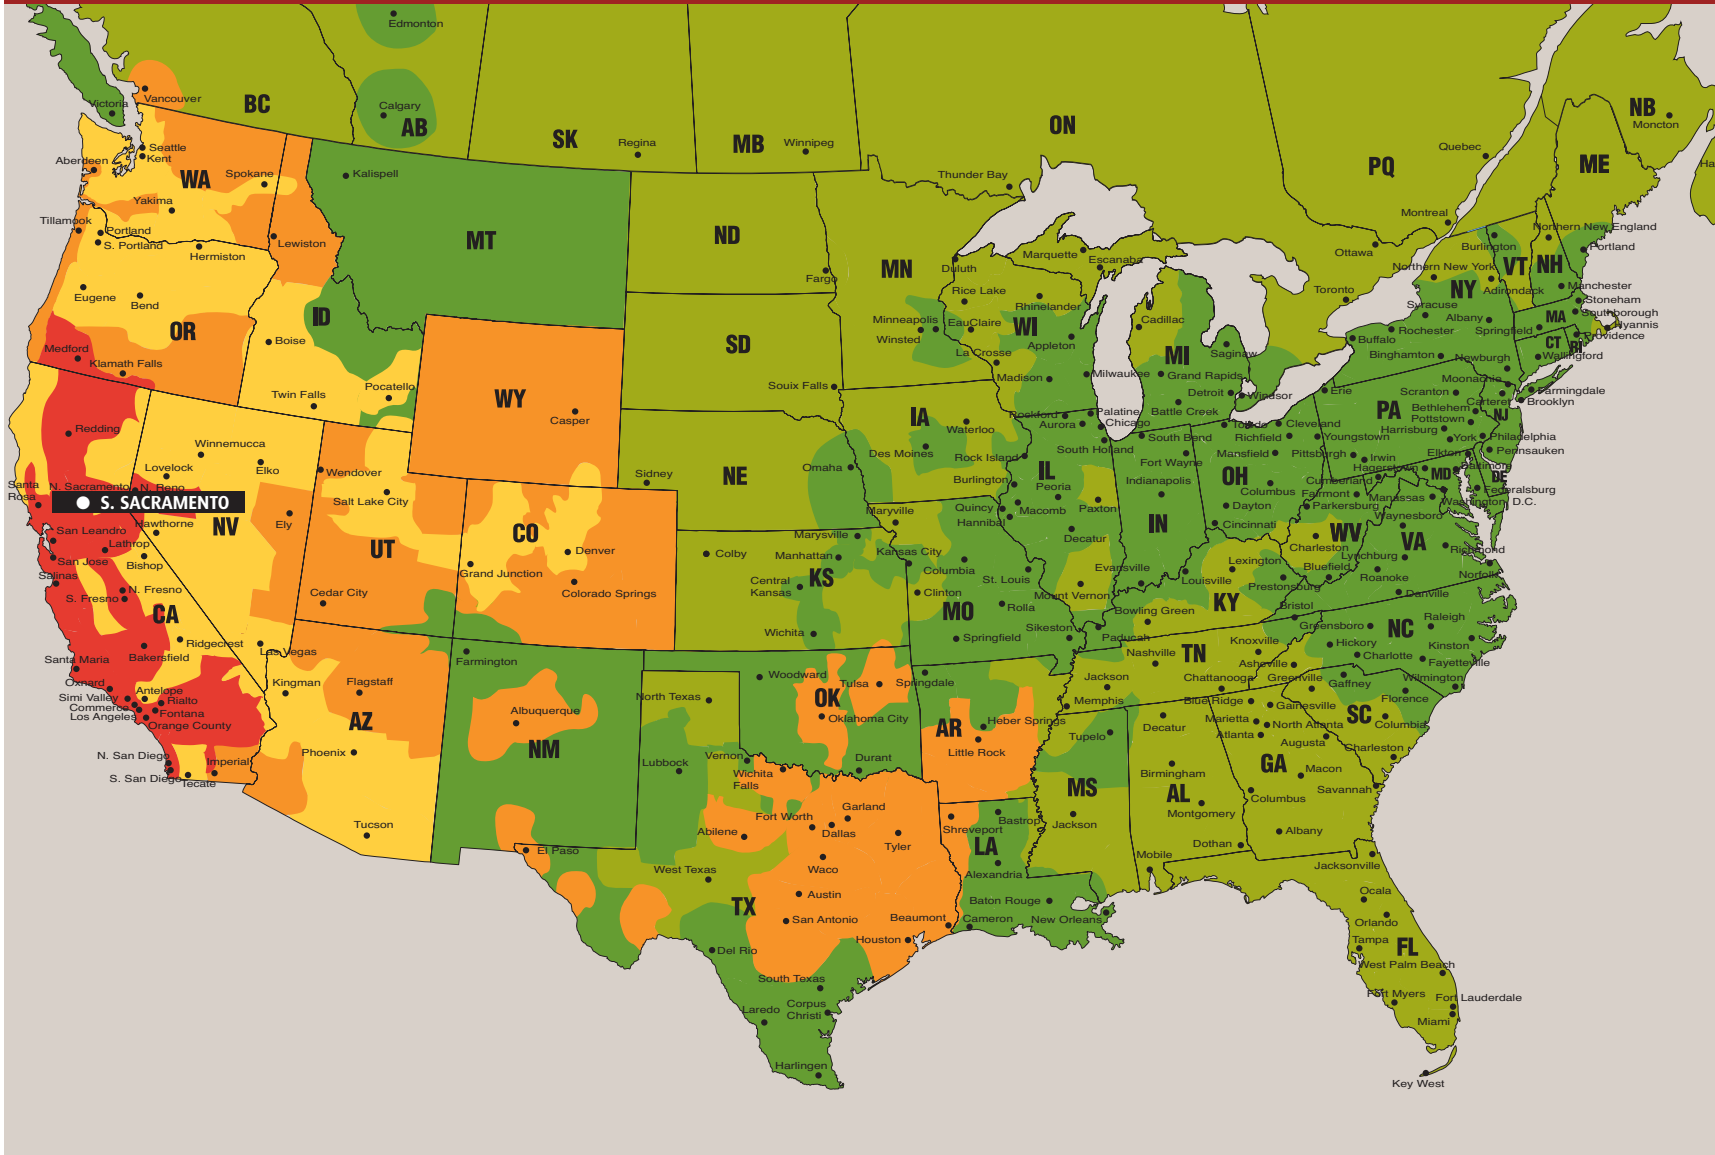 Edmonton
Calgary
AB
Victoria
Vancouver
BC
SK
Regina
MB
Winnipeg
ON
Thunder Bay
PQ
Quebec
Montreal
Ottawa
Toronto
NB
Moncton
Ha
ME
Seattle
Kent
Aberdeen
WA
Spokane
Yakima
Tillamook
Portland
S. Portland
Hermiston
Lewiston
Kalispell
MT
Eugene
Bend
OR
Medford
Klamath Falls
ID
Boise
Twin Falls
Pocatello
WY
Casper
ND
Fargo
SD
Souix Falls
MN
Duluth
Minneapolis
Winsted
Rice Lake
EauClaire
WI
Rhinelander
La Crosse
Appleton
Madison
Milwaukee
Marquette
Escanaba
Cadillac
MI
Saginaw
Grand Rapids
Detroit
Windsor
Battle Creek
Redding
Winnemucca
Lovelock
Elko
Santa
Rosa
N. Sacramento
N. Reno
S. SACRAMENTO
Hawthorne
NV
Ely
San Leandro
Lathrop
San Jose
Bishop
Salinas
N. Fresno
S. Fresno
CA
Ridgecrest
Bakersfield
Las Vegas
Santa Maria
Oxnard
Simi Valley
Antelope
Rialto
Commerce
Fontana
Los Angeles
Orange County
N. San Diego
Imperial
S. San Diego
Tecate
Wendover
Salt Lake City
UT
Cedar City
CO
Denver
Grand Junction
Colorado Springs
Kingman
Flagstaff
AZ
Phoenix
Tucson
Farmington
Albuquerque
NM
El Paso
Sidney
NE
Omaha
IA
Waterloo
Des Moines
Rock Island
Burlington
Colby
Marysville
Manhattan
Central
Kansas
KS
Wichita
Maryville
Kansas City
Columbia
Clinton
MO
Rolla
Springfield
St. Louis
Sikeston
Quincy
Hannibal
Rockford
Aurora
Palatine
Chicago
South Holland
IL
Peoria
Macomb
Paxton
Decatur
Mount Vernon
South Bend
Fort Wayne
Indianapolis
IN
Evansville
Toledo
Cleveland
Richfield
Youngstown
Mansfield
OH
Columbus
Dayton
Cincinnati
Woodward
Tulsa
OK
Oklahoma City
Durant
Springdale
AR
Heber Springs
Little Rock
North Texas
Lubbock
Vernon
Wichita
Falls
Abilene
Fort Worth
Garland
Dallas
Tyler
Waco
West Texas
TX
Austin
San Antonio
Beaumont
Houston
Del Rio
South Texas
Laredo
Corpus
Christi
Harlingen
Shreveport
Bastrop
LA
Alexandria
Baton Rouge
Cameron
New Orleans
Tupelo
MS
Jackson
Decatur
Birmingham
AL
Montgomery
Dothan
Mobile
Louisville
Lexington
Prestonsburg
KY
Bowling Green
Paducah
Nashville
TN
Knoxville
Jackson
Memphis
Chattanooga
Blue Ridge
Gainesville
Marietta
North Atlanta
Atlanta
Augusta
GA
Macon
Columbus
Savannah
Albany
Jacksonville
Ocala
Orlando
Tampa
FL
West Palm Beach
Fort Myers
Fort Lauderdale
Miami
Key West
Asheville
Greenville
Gaffney
Florence
SC
Columbia
Charleston
Bristol
Greensboro
Raleigh
NC
Hickory
Charlotte
Kinston
Fayetteville
Wilmington
Charleston
WV
Bluefield
Parkersburg
Fairmont
Cumberland
Hagerstown
Manassas
Waynesboro
Lynchburg
VA
Richmond
Roanoke
Norfolk
Danville
Washington
D.C.
MD
Baltimore
DE
Federalsburg
Elkton
Erie
Pittsburgh
Irwin
PA
Scranton
Bethlehem
Pottstown
Harrisburg
York
Philadelphia
Pennsauken
NJ
Carteret
Moonachie
Farmingdale
Brooklyn
Buffalo
Rochester
Syracuse
Albany
Binghamton
Newburgh
NY
Northern New York
Adirondack
Burlington
VT
NH
Northern New England
Portland
Manchester
Stoneham
Southborough
MA
Hyannis
Springfield
Providence
CT
RI
Wallingford